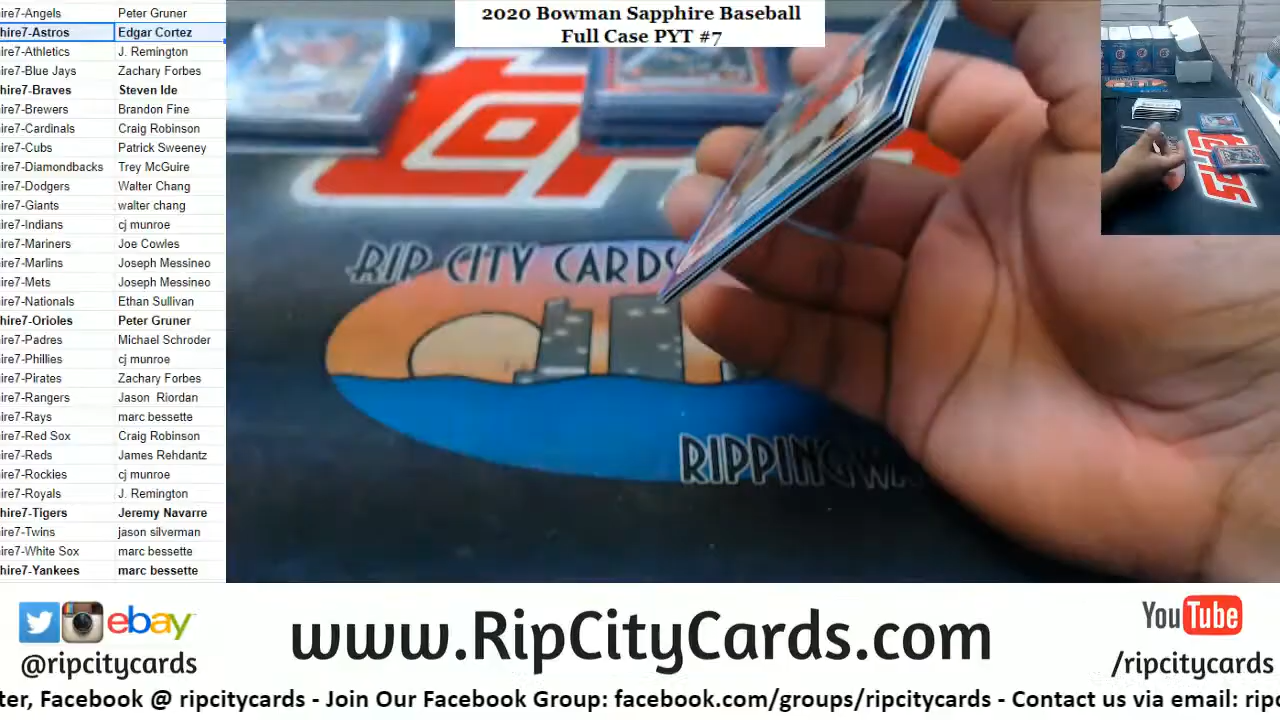 2020 Bowman Sapphire Baseball
Full Case PYT #7
hire7-Angels Peter Gruner
hire7-Astros Edgar Cortez
hire7-Athletics J. Remington
hire7-Blue Jays Zachary Forbes
hire7-Braves Steven Ide
hire7-Brewers Brandon Fine
hire7-Cardinals Craig Robinson
hire7-Cubs Patrick Sweeney
hire7-Diamondbacks Trey McGuire
hire7-Dodgers Walter Chang
hire7-Giants walter chang
hire7-Indians cj munroe
hire7-Mariners Joe Cowles
hire7-Marlins Joseph Messineo
hire7-Mets Joseph Messineo
hire7-Nationals Ethan Sullivan
hire7-Orioles Peter Gruner
hire7-Padres Michael Schroder
hire7-Phillies cj munroe
hire7-Pirates Zachary Forbes
hire7-Rangers Jason Riordan
hire7-Rays marc bessette
hire7-Red Sox Craig Robinson
hire7-Reds James Rehdantz
hire7-Rockies cj munroe
hire7-Royals J. Remington
hire7-Tigers Jeremy Navarre
hire7-Twins jason silverman
hire7-White Sox marc bessette
hire7-Yankees marc bessette
RIP CITY CARDS
RIPPINGWA
ebay
@ripcitycards
www.RipCityCards.com
YouTube
/ripcitycards
ter, Facebook @ ripcitycards - Join Our Facebook Group: facebook.com/groups/ripcitycards - Contact us via email: ripc